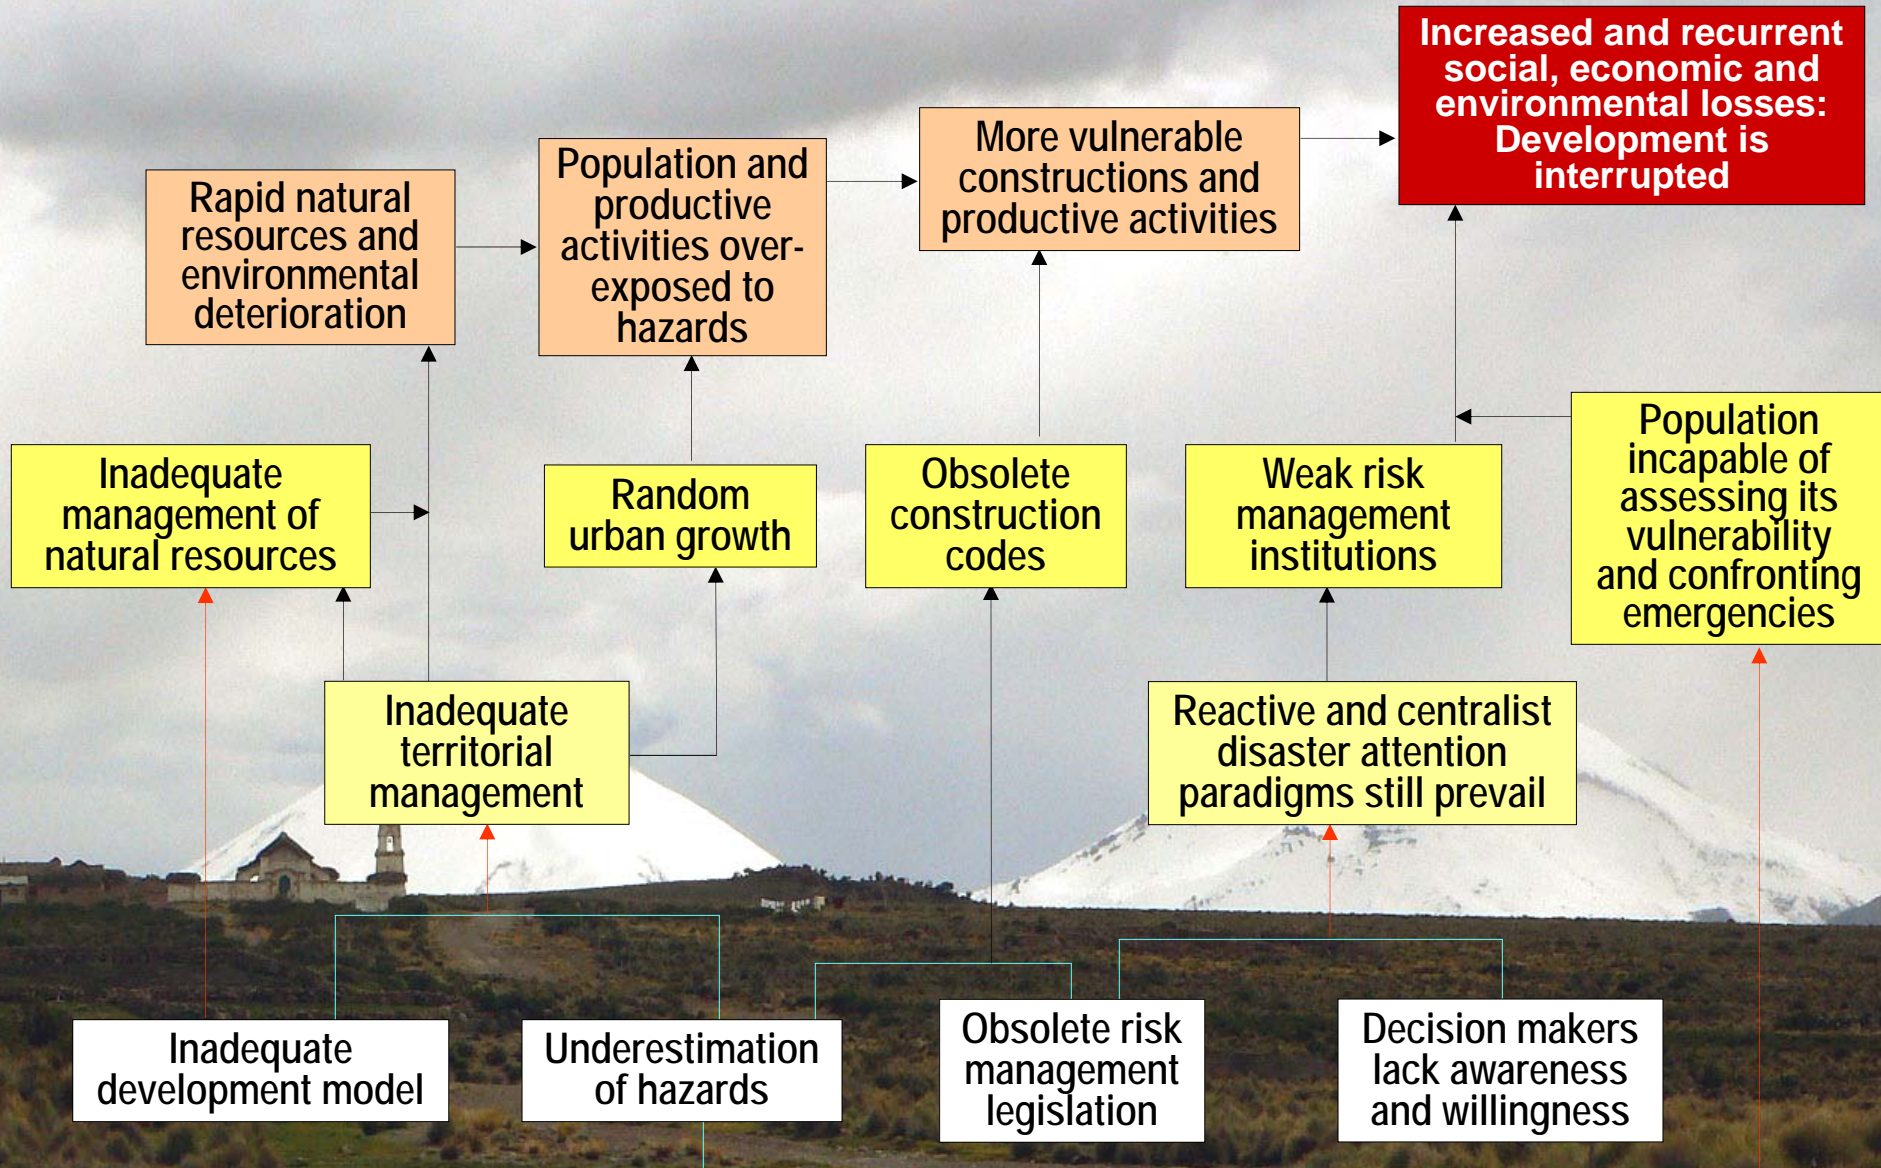 Increased and recurrent
social, economic and
environmental losses:
Development is
interrupted
More vulnerable
constructions and
productive activities
Population and
productive
activities over-
exposed to
hazards
Rapid natural
resources and
environmental
deterioration
Inadequate
management of
natural resources
Random
urban growth
Obsolete
construction
codes
Weak risk
management
institutions
Population
incapable of
assessing its
vulnerability
and confronting
emergencies
Inadequate
territorial
management
Reactive and centralist
disaster attention
paradigms still prevail
Inadequate
development model
Underestimation
of hazards
Obsolete risk
management
legislation
Decision makers
lack awareness
and willingness